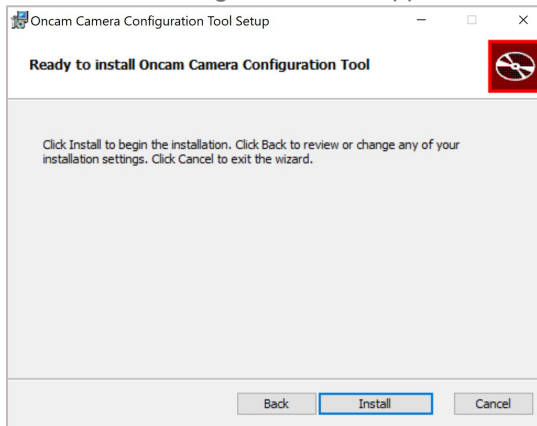 Oncam Camera Configuration Tool Setup
Ready to install Oncam Camera Configuration Tool
Click Install to begin the installation. Click Back to review or change any of your
installation settings. Click Cancel to exit the wizard.
Back Install Cancel